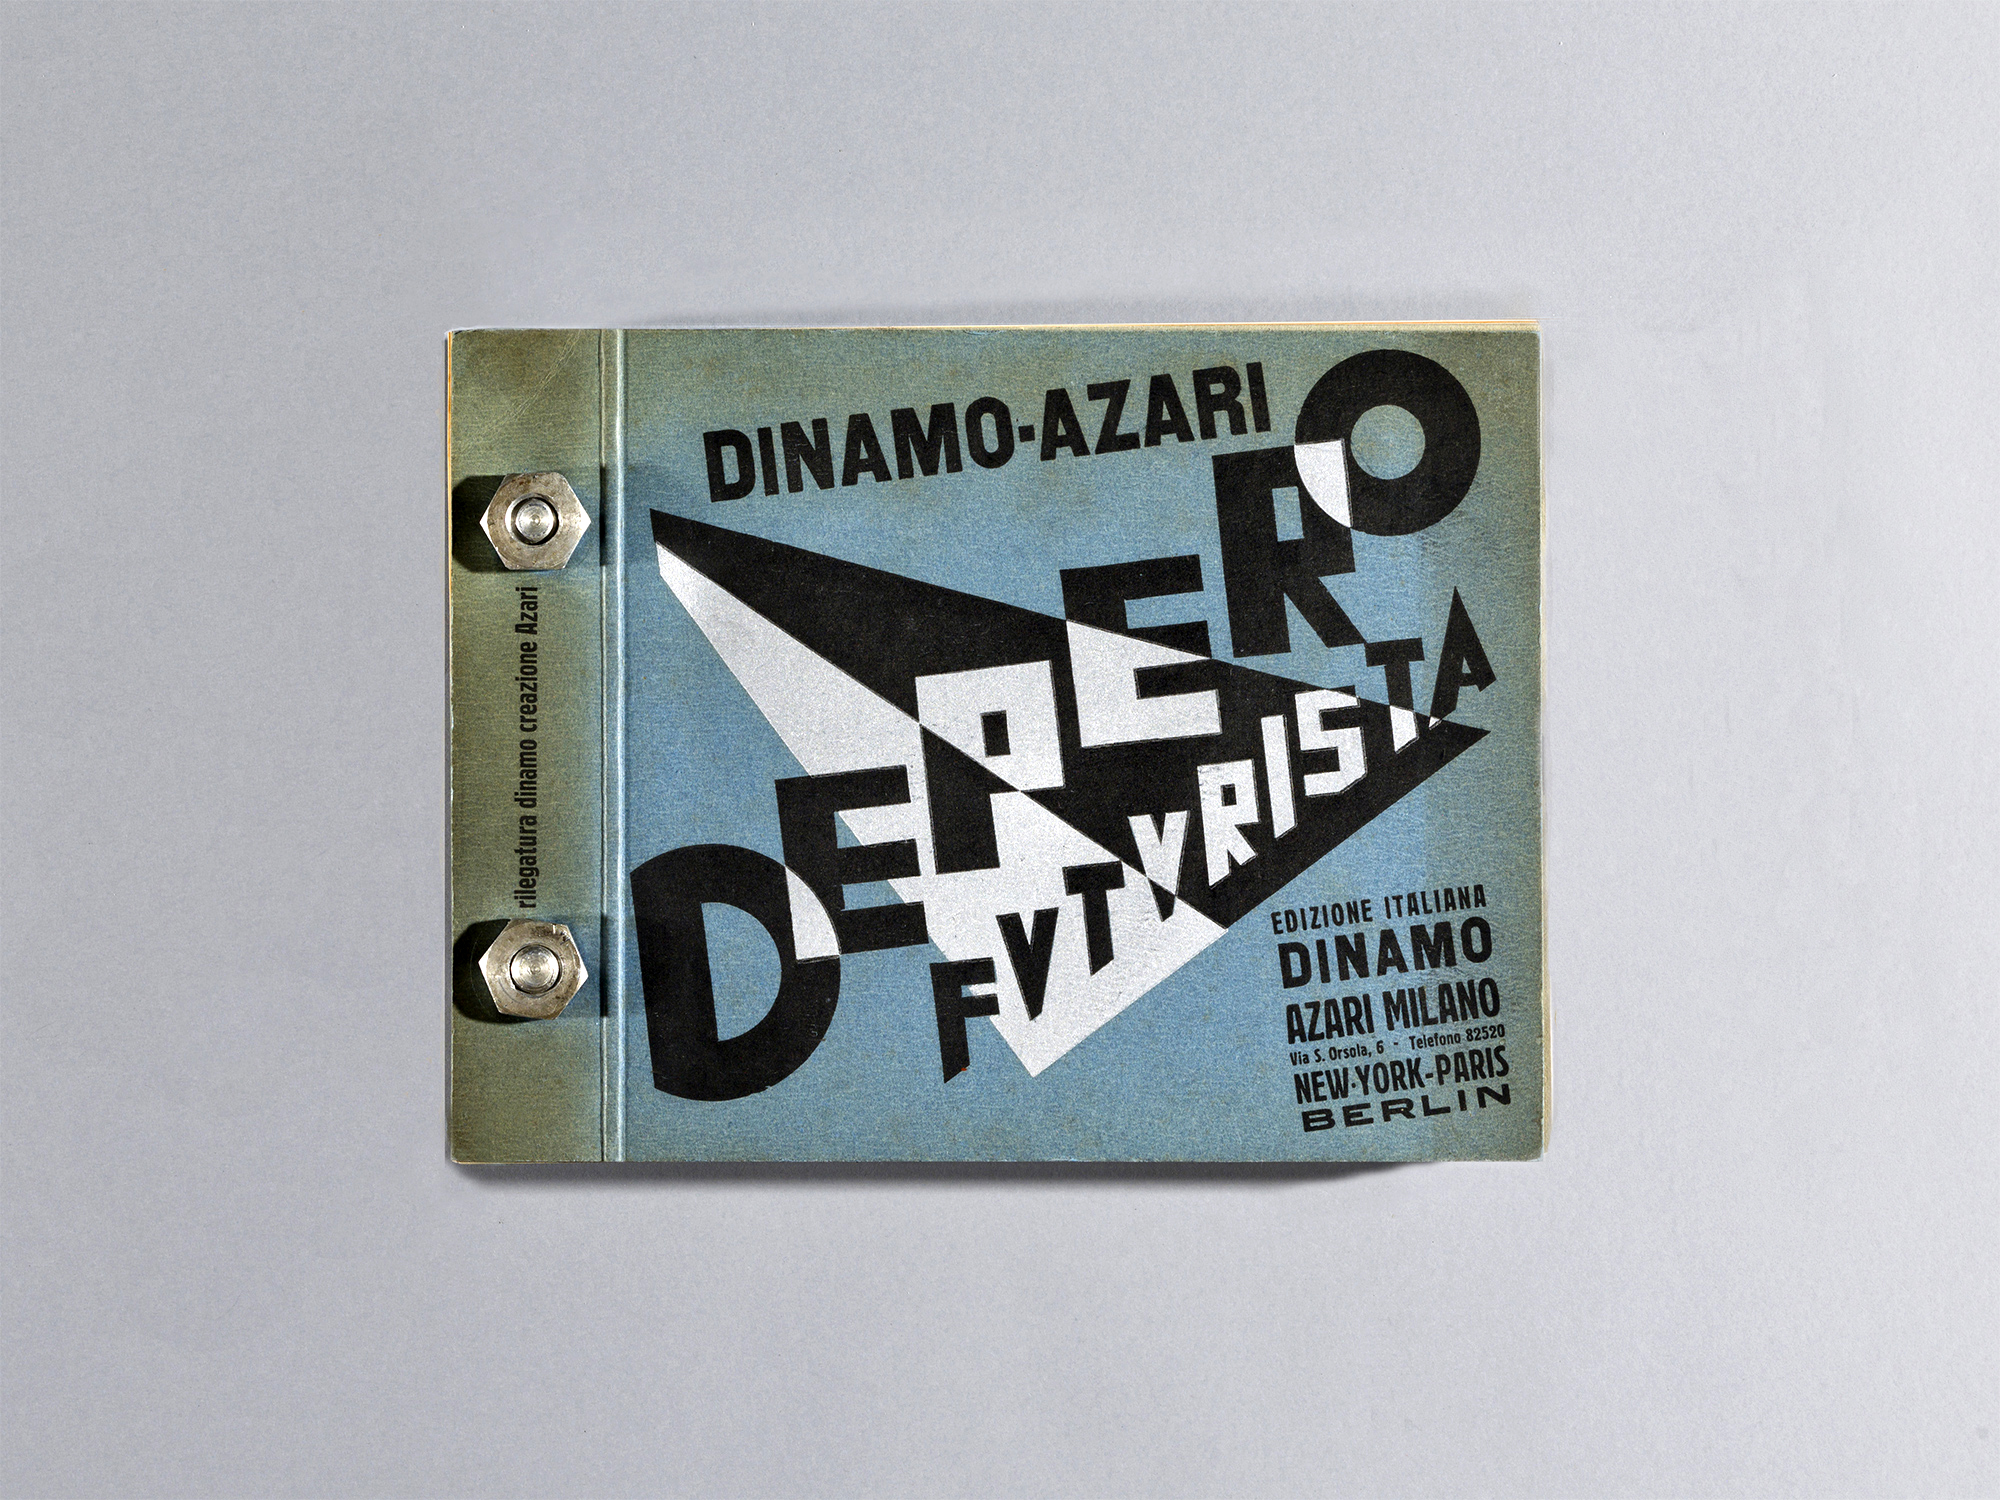 DINAMO-AZARI
DEPERO
FVTVRISTA
rilegatura dinamo creazione Azari
EDIZIONE ITALIANA
DINAMO
AZARI MILANO
Via S. Orsola, 6 - Telefono 82520
NEW-YORK-PARIS
BERLIN